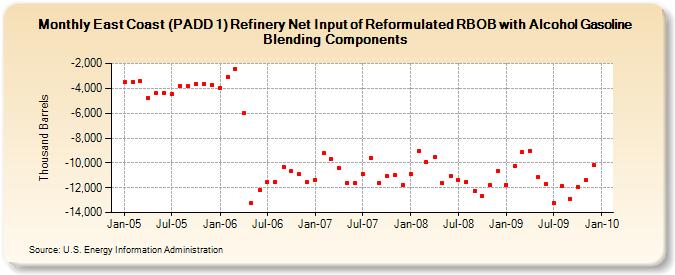 Monthly East Coast (PADD 1) Refinery Net Input of Reformulated RBOB with Alcohol Gasoline
Blending Components
Thousand Barrels
-2,000
-4,000
-6,000
-8,000
-10,000
-12,000
-14,000
Jan-05 Jul-05 Jan-06 Jul-06 Jan-07 Jul-07 Jan-08 Jul-08 Jan-09 Jul-09 Jan-10
Source: U.S. Energy Information Administration